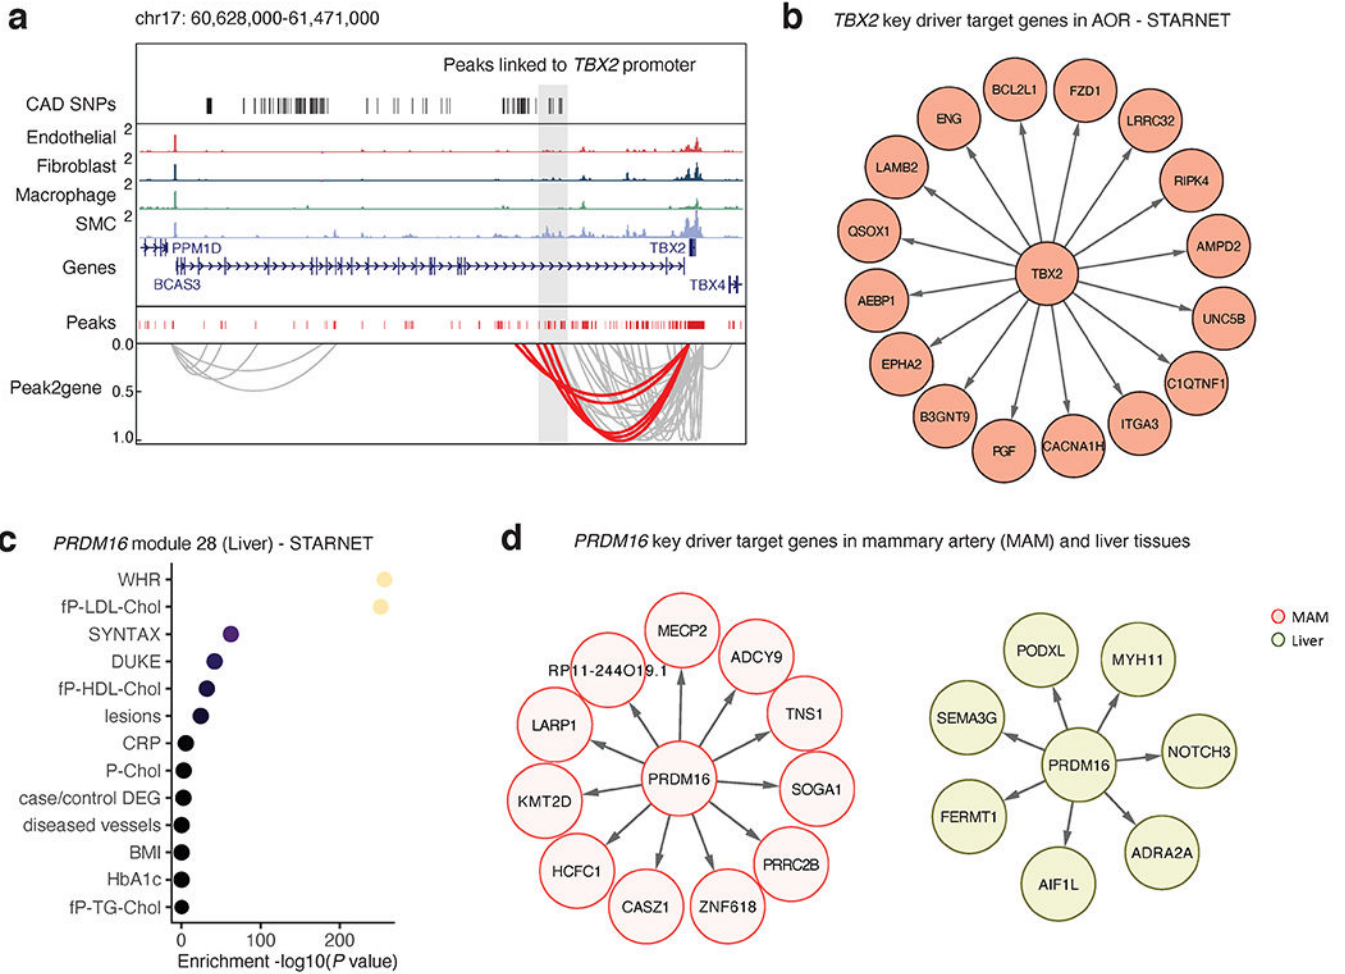 a
chr17: 60,628,000-61,471,000
Peaks linked to TBX2 promoter
CAD SNPs
Endothelial 2
Fibroblast 2
Macrophage 2
SMC 2
PPM1D
TBX2
Genes
BCAS3
TBX4
Peaks
0.0
Peak2gene 0.5
1.0
b
TBX2 key driver target genes in AOR - STARNET
BCL2L1
FZD1
ENG
LRRC32
LAMB2
RIPK4
QSOX1
AMPD2
TBX2
AEBP1
UNC5B
EPHA2
C1QTNF1
B3GNT9
ITGA3
PGF
CACNA1H
c
PRDM16 module 28 (Liver) - STARNET
WHR
fP-LDL-Chol
SYNTAX
DUKE
fP-HDL-Chol
lesions
CRP
P-Chol
case/control DEG
diseased vessels
BMI
HbA1c
fP-TG-Chol
0 100 200
Enrichment -log10(P value)
d
PRDM16 key driver target genes in mammary artery (MAM) and liver tissues
MECP2
ADCY9
RP11-244O19.1
TNS1
LARP1
PRDM16
SOGA1
KMT2D
PRRC2B
HCFC1
CASZ1
ZNF618
PODXL
MYH11
SEMA3G
NOTCH3
PRDM16
FERMT1
ADRA2A
AIF1L
MAM
Liver